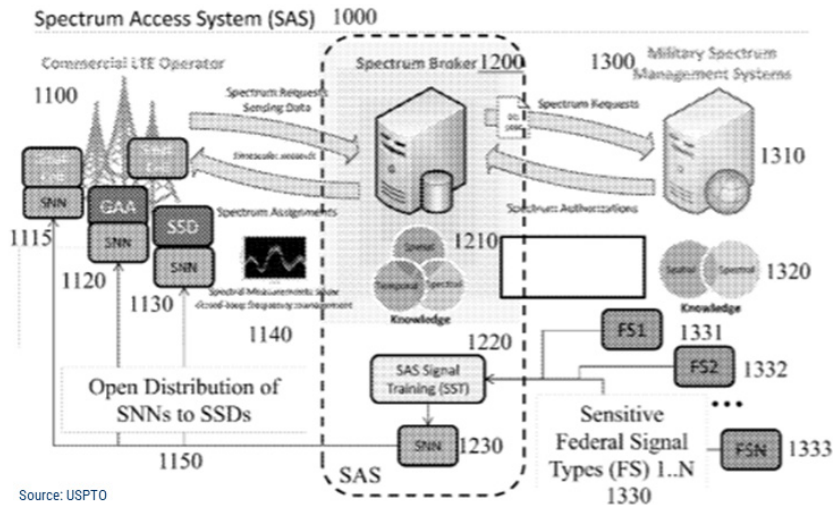 Spectrum Access System (SAS) 1000
Commercial LTE Operator
1100
Spectrum Requests
Sensing Data
Spectrum Broker 1200
1300
Military Spectrum
Management Systems
Spectrum Requests
1310
SNN
GAA
SNN
SSD
SNN
1115
1120
1130
Spectrum Assignments
Spectrum Authorizations
1210
Spatial
Temporal
Spectral
Knowledge
Spatial
Spectral
1320
Knowledge
1140
1220
SAS Signal
Training (SST)
FS1
1331
FS2
1332
Open Distribution of
SNNs to SSDs
Sensitive
Federal Signal
Types (FS) 1..N
1330
FSN
1333
SNN
1230
1150
SAS
Source: USPTO